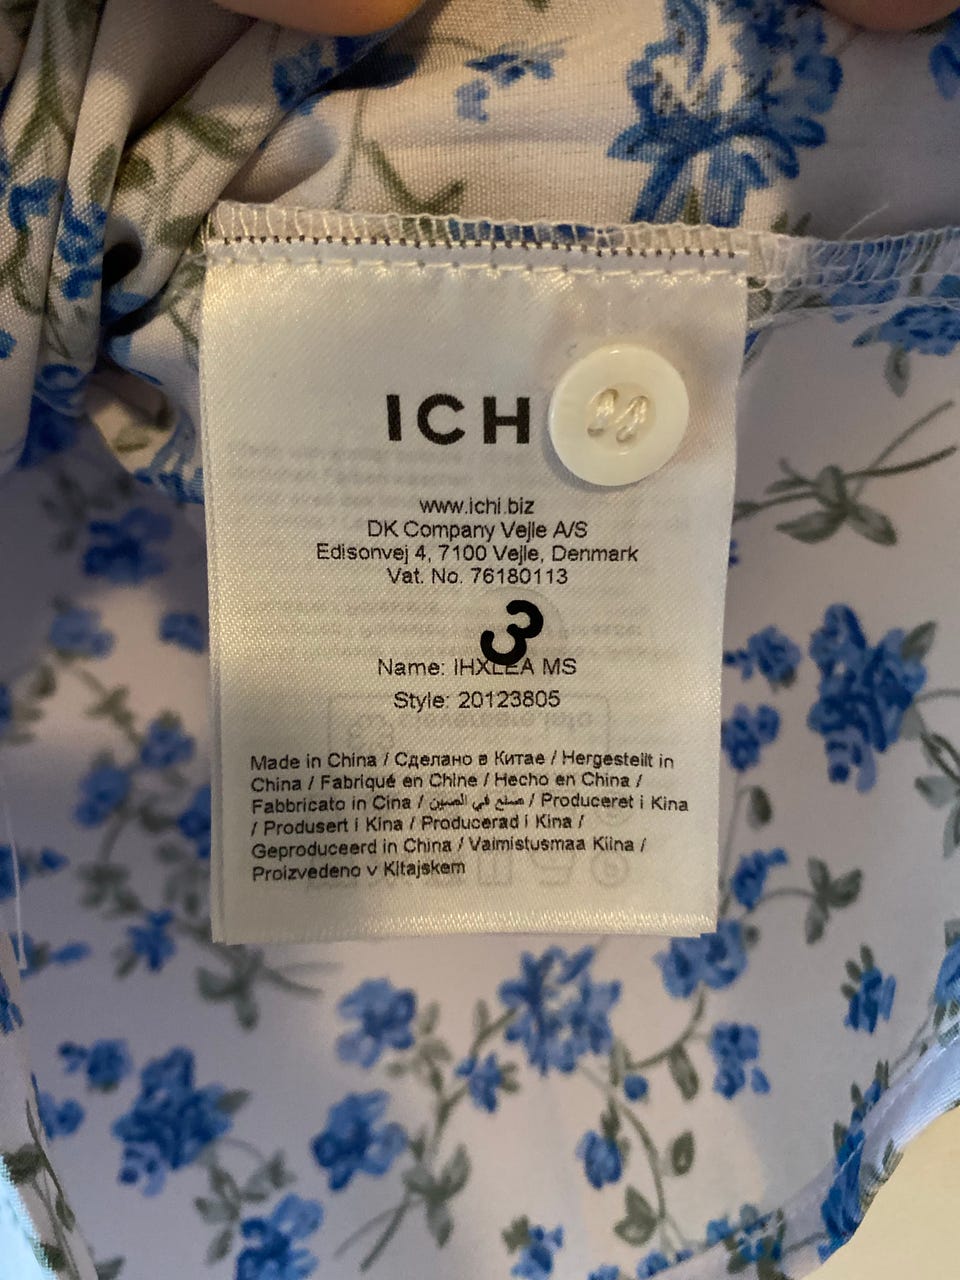 ICH
www.ichi.biz
DK Company Vejle A/S
Edisonvej 4, 7100 Vejle, Denmark
Vat. No. 76180113
3
Name: IHXLEA MS
Style: 20123805
Made in China / Сделано в Китае / Hergestellt in
China / Fabriqué en Chine / Hecho en China /
Fabbricato in Cina / صنع في الصين / Produceret i Kina
/ Produsert i Kina / Producerad i Kina /
Geproduceerd in China / Valmistusmaa Kiina /
Proizvedeno v Kitajskem